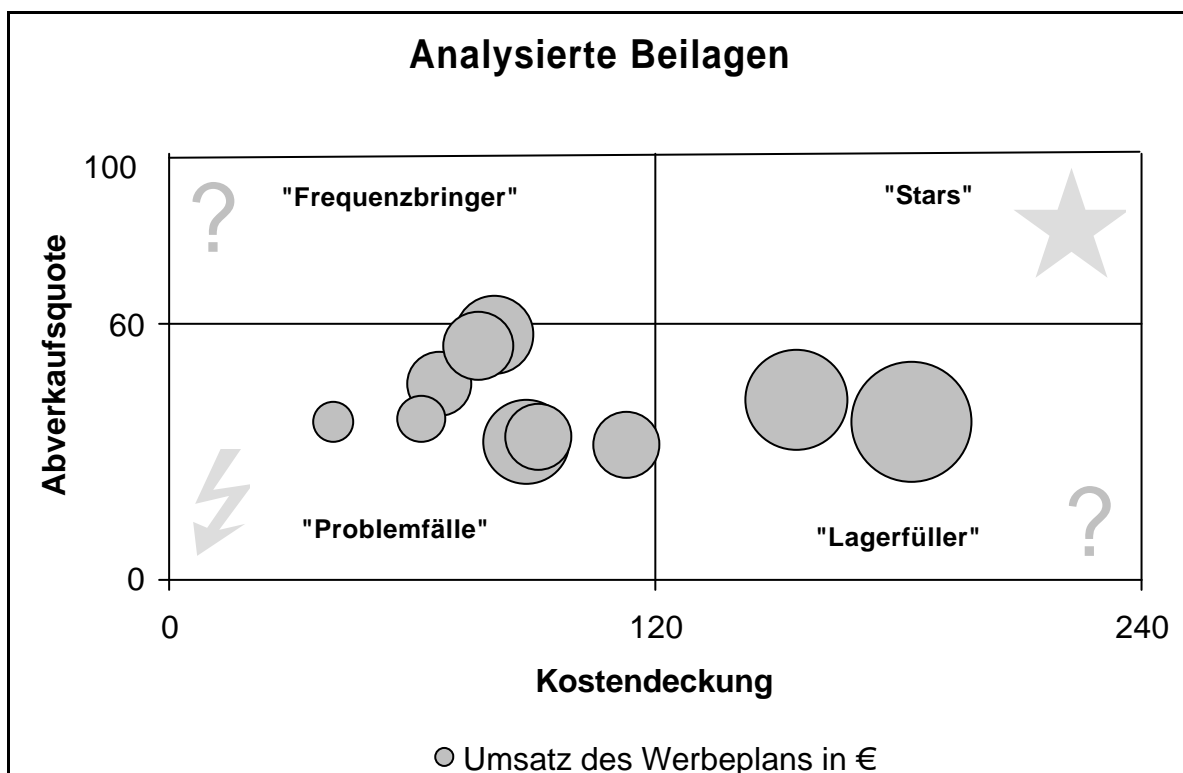 Analysierte Beilagen
100
?
"Frequenzbringer"
"Stars"
Abverkaufsquote
60
"Problemfälle"
"Lagerfüller"
?
0
0
120
240
Kostendeckung
Umsatz des Werbeplans in €